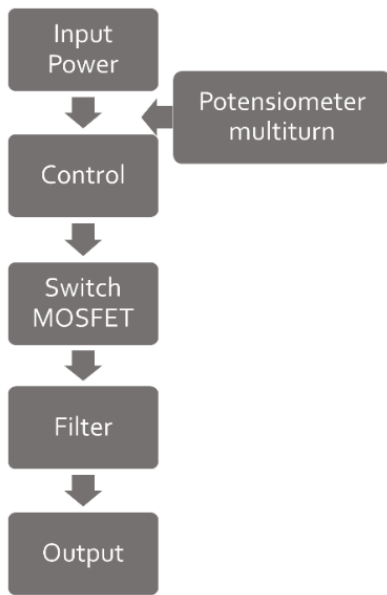 Input
Power
Potensiometer
multiturn
Control
Switch
MOSFET
Filter
Output